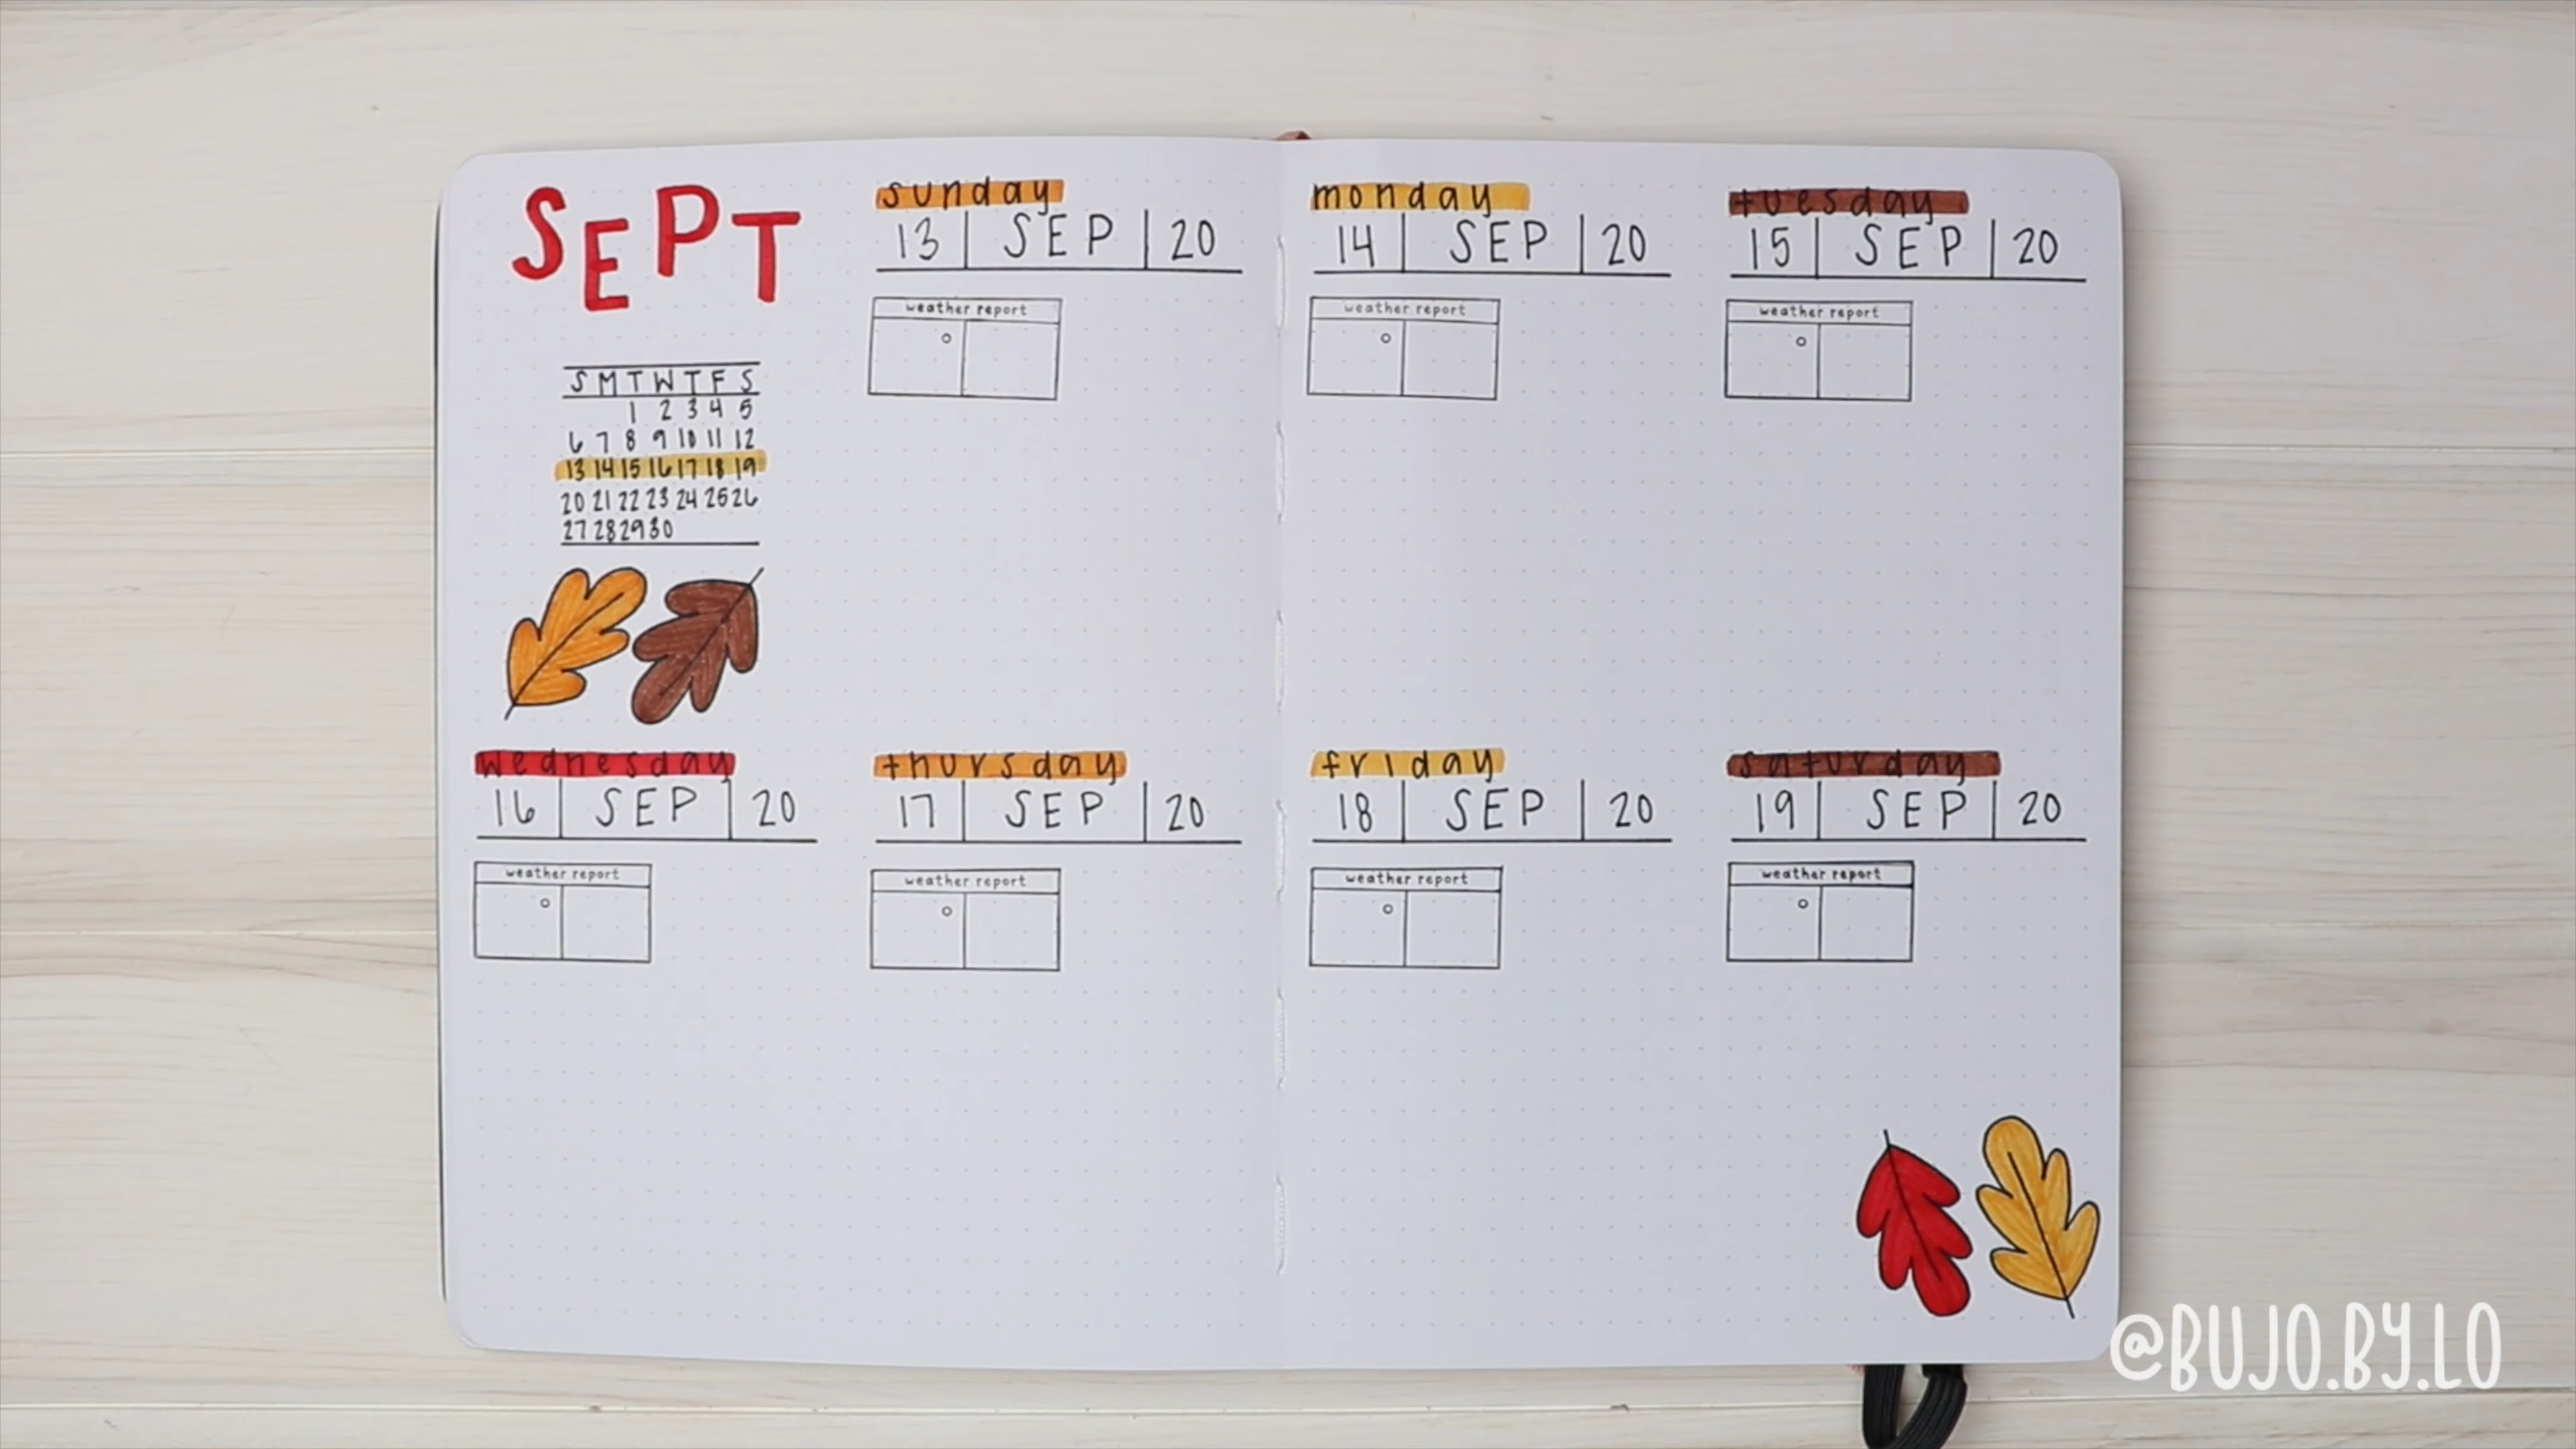 SEPT
S M T W T F S
1 2 3 4 5
6 7 8 9 10 11 12
13 14 15 16 17 18 19
20 21 22 23 24 25 26
27 28 29 30
sunday
13 | SEP | 20
weather report
monday
14 | SEP | 20
weather report
tuesday
15 | SEP | 20
weather report
wednesday
16 | SEP | 20
weather report
thursday
17 | SEP | 20
weather report
friday
18 | SEP | 20
weather report
saturday
19 | SEP | 20
weather report
@BUJO.BY.LO